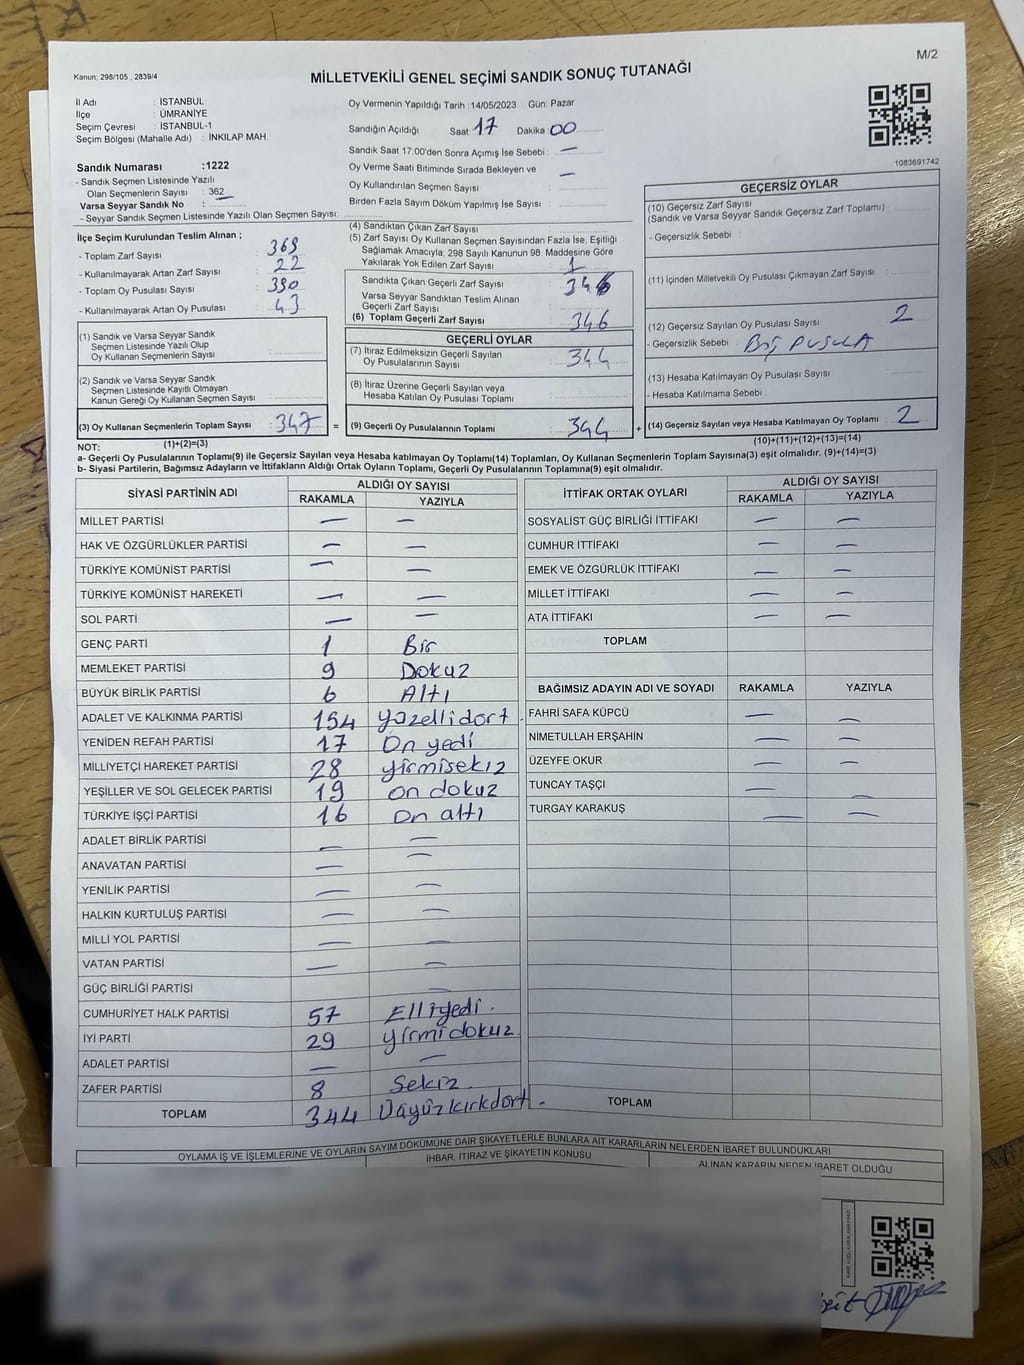 M/2
Kanun: 298/105 , 2839/4
MİLLETVEKİLİ GENEL SEÇİMİ SANDIK SONUÇ TUTANAĞI
İl Adı : İSTANBUL
İlçe : ÜMRANİYE
Seçim Çevresi : İSTANBUL-1
Seçim Bölgesi (Mahalle Adı) : İNKILAP MAH.
Sandık Numarası :1222
- Sandık Seçmen Listesinde Yazılı
Olan Seçmenlerin Sayısı : 362
Varsa Seyyar Sandık No :
- Seyyar Sandık Seçmen Listesinde Yazılı Olan Seçmen Sayısı:
Oy Vermenin Yapıldığı Tarih : 14/05/2023 Gün: Pazar
Sandığın Açıldığı Saat: 17 Dakika 00
Sandık Saat 17:00'den Sonra Açımış İse Sebebi : —
Oy Verme Saati Bitiminde Sırada Bekleyen ve
Oy Kullandırılan Seçmen Sayısı : —
Birden Fazla Sayım Döküm Yapılmış İse Sayısı :
1083691742
İlçe Seçim Kurulundan Teslim Alınan ;
- Toplam Zarf Sayısı :
- Kullanılmayarak Artan Zarf Sayısı : 22
- Toplam Oy Pusulası Sayısı :
- Kullanılmayarak Artan Oy Pusulası : 43
(1) Sandık ve Varsa Seyyar Sandık
Seçmen Listesinde Yazılı Olup
Oy Kullanan Seçmenlerin Sayısı :
(2) Sandık ve Varsa Seyyar Sandık
Seçmen Listesinde Kayıtlı Olmayan
Kanun Gereği Oy Kullanan Seçmen Sayısı :
(3) Oy Kullanan Seçmenlerin Toplam Sayısı : 347 =
(1)+(2)=(3)
(4) Sandıktan Çıkan Zarf Sayısı :
(5) Zarf Sayısı Oy Kullanan Seçmen Sayısından Fazla İse, Eşitliği
Sağlamak Amacıyla; 298 Sayılı Kanunun 98. Maddesine Göre
Yakılarak Yok Edilen Zarf Sayısı : 1
Sandıkta Çıkan Geçerli Zarf Sayısı : 346
Varsa Seyyar Sandıktan Teslim Alınan
Geçerli Zarf Sayısı :
(6) Toplam Geçerli Zarf Sayısı : 346
GEÇERLİ OYLAR
(7) İtiraz Edilmeksizin Geçerli Sayılan
Oy Pusulalarının Sayısı : 344
(8) İtiraz Üzerine Geçerli Sayılan veya
Hesaba Katılan Oy Pusulası Toplamı :
(9) Geçerli Oy Pusulalarının Toplamı : 344 +
GEÇERSİZ OYLAR
(10) Geçersiz Zarf Sayısı
(Sandık ve Varsa Seyyar Sandık Geçersiz Zarf Toplamı) :
- Geçersizlik Sebebi :
(11) İçinden Milletvekili Oy Pusulası Çıkmayan Zarf Sayısı :
(12) Geçersiz Sayılan Oy Pusulası Sayısı : 2
- Geçersizlik Sebebi : Boş PUSULA
(13) Hesaba Katılmayan Oy Pusulası Sayısı :
- Hesaba Katılmama Sebebi :
(14) Geçersiz Sayılan veya Hesaba Katılmayan Oy Toplamı : 2
(10)+(11)+(12)+(13)=(14)
NOT:
a- Geçerli Oy Pusulalarının Toplamı(9) ile Geçersiz Sayılan veya Hesaba Katılmayan Oy Toplamı(14) Toplamları, Oy Kullanan Seçmenlerin Toplam Sayısına(3) eşit olmalıdır. (9)+(14)=(3)
b- Siyasi Partilerin, Bağımsız Adayların ve İttifakların Aldığı Ortak Oyların Toplamı, Geçerli Oy Pusulalarının Toplamına(9) eşit olmalıdır.
SİYASİ PARTİNİN ADI ALDIĞI OY SAYISI
RAKAMLA YAZIYLA
MİLLET PARTİSİ — —
HAK VE ÖZGÜRLÜKLER PARTİSİ — —
TÜRKİYE KOMÜNİST PARTİSİ — —
TÜRKİYE KOMÜNİST HAREKETİ — —
SOL PARTİ — —
GENÇ PARTİ 1 Bir
MEMLEKET PARTİSİ 9 Dokuz
BÜYÜK BİRLİK PARTİSİ 6 Altı
ADALET VE KALKINMA PARTİSİ 154 yüzellidört
YENİDEN REFAH PARTİSİ 17 On yedi
MİLLİYETÇİ HAREKET PARTİSİ 28 yirmisekiz
YEŞİLLER VE SOL GELECEK PARTİSİ 19 on dokuz
TÜRKİYE İŞÇİ PARTİSİ 16 On altı
ADALET BİRLİK PARTİSİ — —
ANAVATAN PARTİSİ — —
YENİLİK PARTİSİ — —
HALKIN KURTULUŞ PARTİSİ — —
MİLLİ YOL PARTİSİ — —
VATAN PARTİSİ — —
GÜÇ BİRLİĞİ PARTİSİ —
CUMHURİYET HALK PARTİSİ 57 Elliyedi.
İYİ PARTİ 29 yirmidokuz
ADALET PARTİSİ — —
ZAFER PARTİSİ 8 Sekiz.
TOPLAM 344 Üçyüzkırkdört.
İTTİFAK ORTAK OYLARI ALDIĞI OY SAYISI
RAKAMLA YAZIYLA
SOSYALİST GÜÇ BİRLİĞİ İTTİFAKI — —
CUMHUR İTTİFAKI — —
EMEK VE ÖZGÜRLÜK İTTİFAKI — —
MİLLET İTTİFAKI — —
ATA İTTİFAKI — —
TOPLAM
BAĞIMSIZ ADAYIN ADI VE SOYADI RAKAMLA YAZIYLA
FAHRİ SAFA KÜPCÜ — —
NİMETULLAH ERŞAHİN — —
ÜZEYFE OKUR — —
TUNCAY TAŞÇI — —
TURGAY KARAKUŞ — —
TOPLAM
OYLAMA İŞ VE İŞLEMLERİNE VE OYLARIN SAYIM DÖKÜMÜNE DAİR ŞİKAYETLERLE BUNLARA AİT KARARLARIN NELERDEN İBARET BULUNDUKLARI
İHBAR, İTİRAZ VE ŞİKAYETİN KONUSU
ALINAN KARARIN NEDEN İBARET OLDUĞU